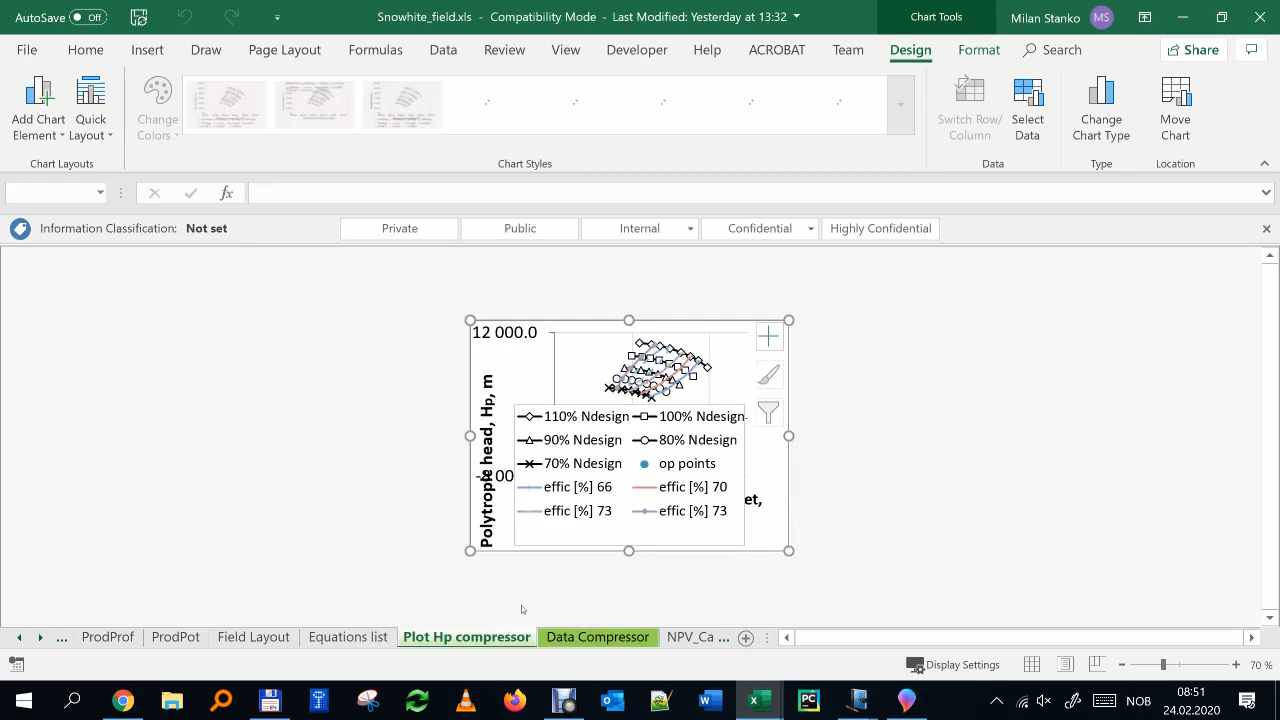 AutoSave Off Snowhite_field.xls - Compatibility Mode - Last Modified: Yesterday at 13:32 Chart Tools Milan Stanko MS
File Home Insert Draw Page Layout Formulas Data Review View Developer Help ACROBAT Team Design Format Search Share
Add Chart Element Quick Layout Change Colors Switch Row/ Column Select Data Change Chart Type Move Chart
Chart Layouts Chart Styles Data Type Location
fx
Information Classification: Not set Private Public Internal Confidential Highly Confidential
12 000.0
Polytropic head, Hp, m
110% Ndesign 100% Ndesign
90% Ndesign 80% Ndesign
70% Ndesign op points
effic [%] 66 effic [%] 70
effic [%] 73 effic [%] 73
et,
... ProdProf ProdPot Field Layout Equations list Plot Hp compressor Data Compressor NPV_Ca ...
Display Settings 70 %
NOB 08:51
24.02.2020